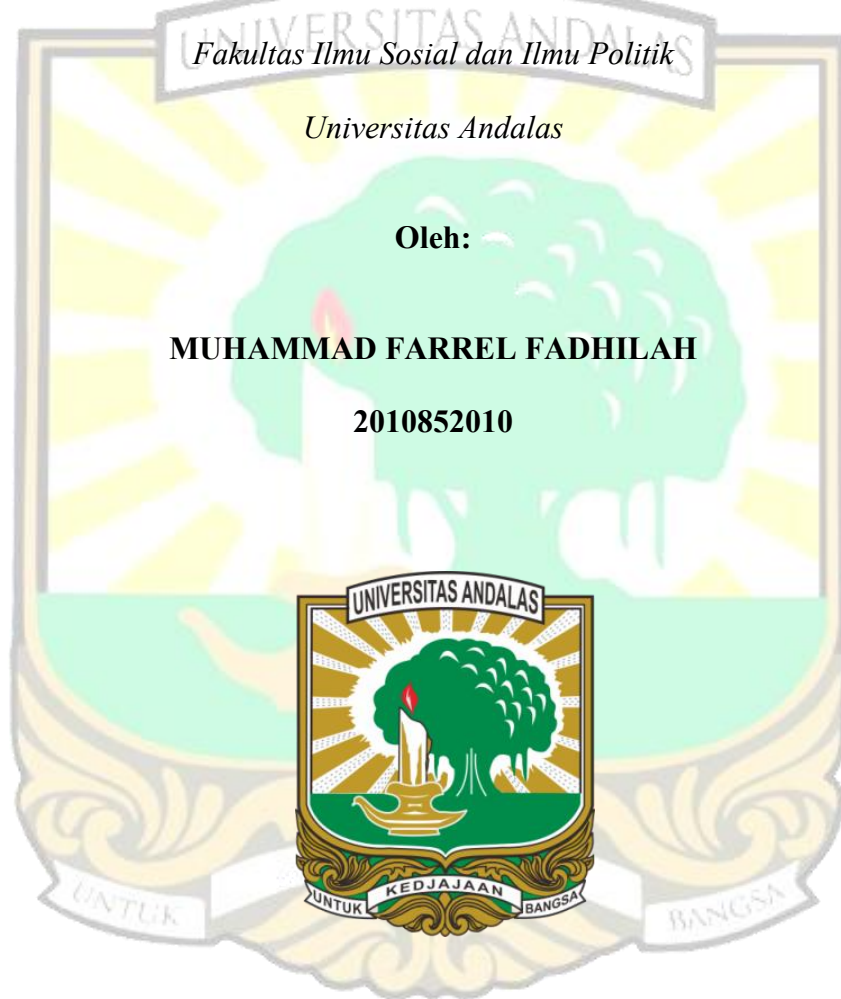 UNIVERSITAS ANDALAS
Fakultas Ilmu Sosial dan Ilmu Politik
Universitas Andalas
Oleh:
MUHAMMAD FARREL FADHILAH
2010852010
UNIVERSITAS ANDALAS
UNTUK KEDJAJAAN BANGSA
UNTUK BANGSA